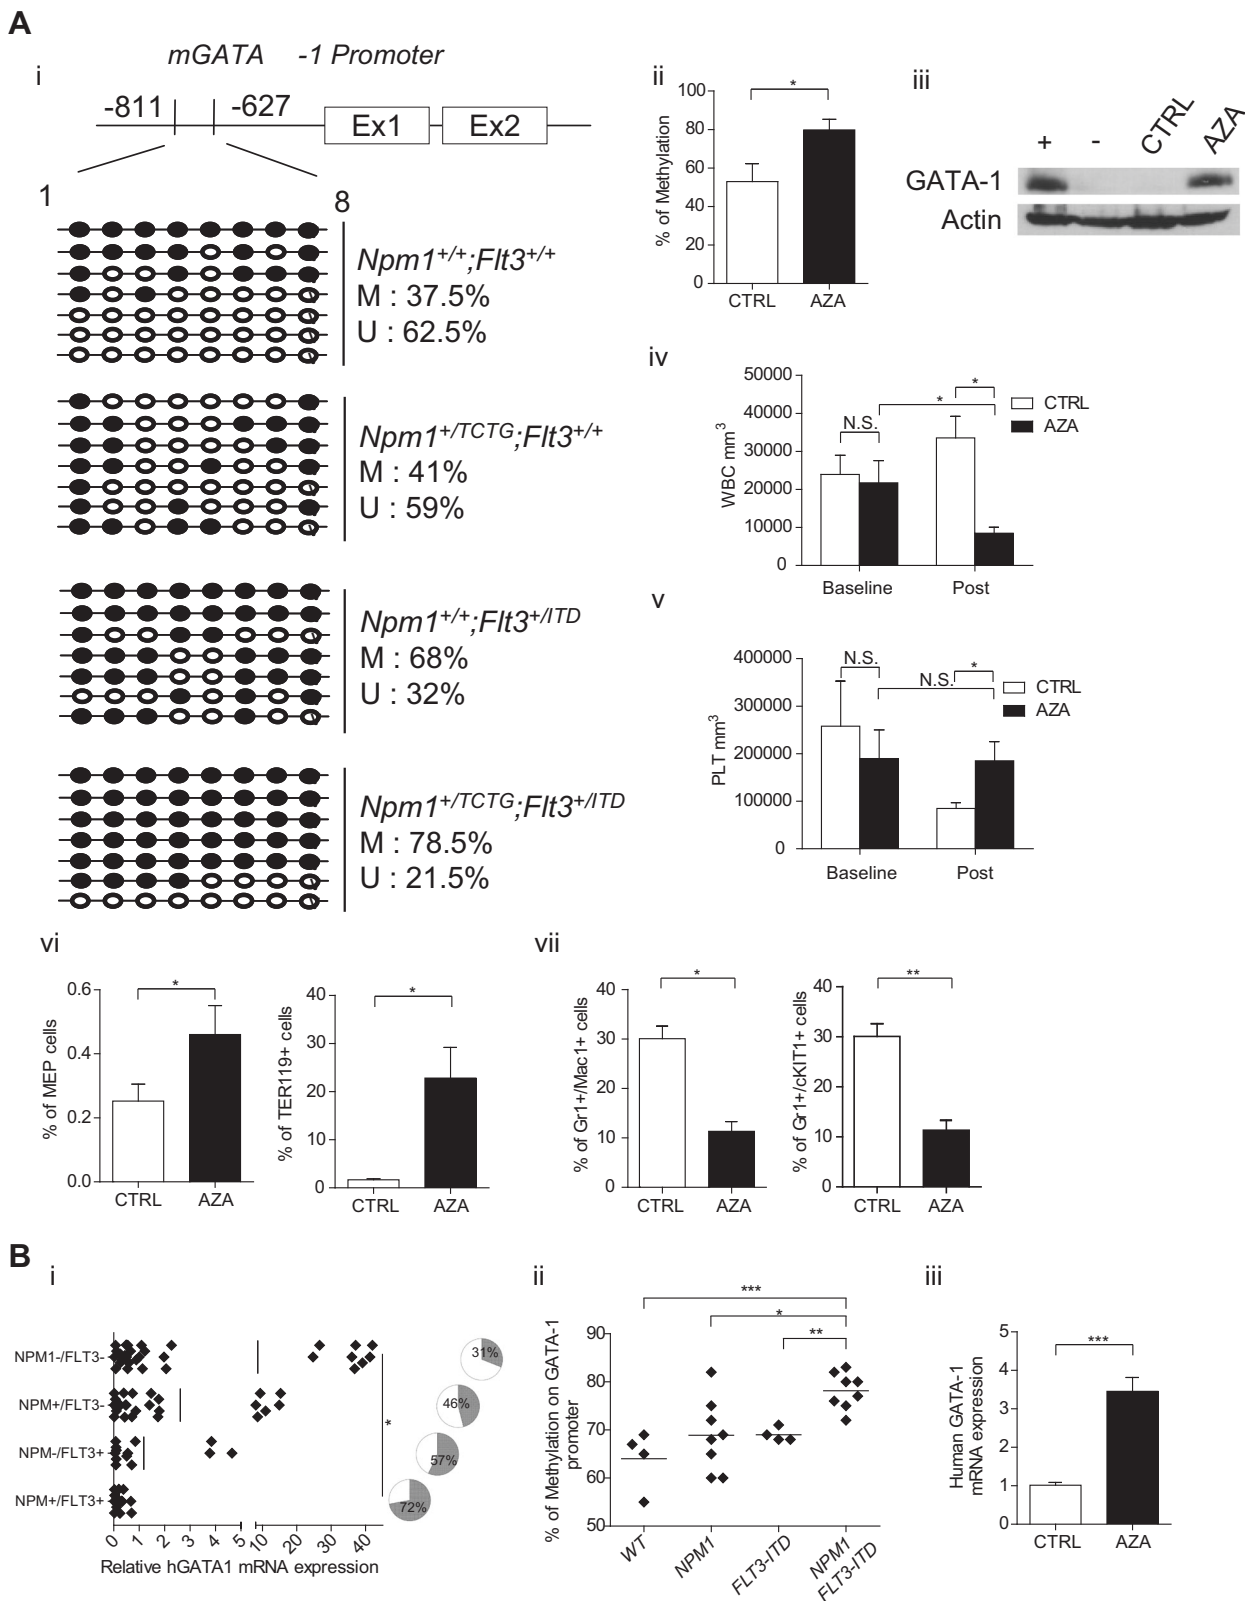 A
mGATA -1 Promoter
i
-811 -627
Ex1 Ex2
1 8
Npm1+/+;Flt3+/+
M : 37.5%
U : 62.5%
Npm1+/TCTG;Flt3+/+
M : 41%
U : 59%
Npm1+/+;Flt3+/ITD
M : 68%
U : 32%
Npm1+/TCTG;Flt3+/ITD
M : 78.5%
U : 21.5%
ii
% of Methylation
100
80
60
40
20
0
*
CTRL AZA
iii
+ - CTRL AZA
GATA-1
Actin
iv
WBC mm3
50000
40000
30000
20000
10000
0
N.S. * *
CTRL
AZA
Baseline Post
v
PLT mm3
400000
300000
200000
100000
0
N.S. N.S. *
CTRL
AZA
Baseline Post
vi
% of MEP cells
0.6
0.4
0.2
0.0
*
CTRL AZA
% of TER119+ cells
40
30
20
10
0
*
CTRL AZA
vii
% of Gr1+/Mac1+ cells
40
30
20
10
0
*
CTRL AZA
% of Gr1+/cKIT1+ cells
40
30
20
10
0
**
CTRL AZA
B
i
NPM1-/FLT3-
NPM+/FLT3-
NPM-/FLT3+
NPM+/FLT3+
31%
46%
57%
72%
*
0 1 2 3 4 5 10 20 30 40
Relative hGATA1 mRNA expression
ii
% of Methylation on GATA-1
promoter
90
80
70
60
50
***
*
**
WT
NPM1
FLT3-ITD
NPM1
FLT3-ITD
iii
Human GATA-1
mRNA expression
5
4
3
2
1
0
***
CTRL AZA